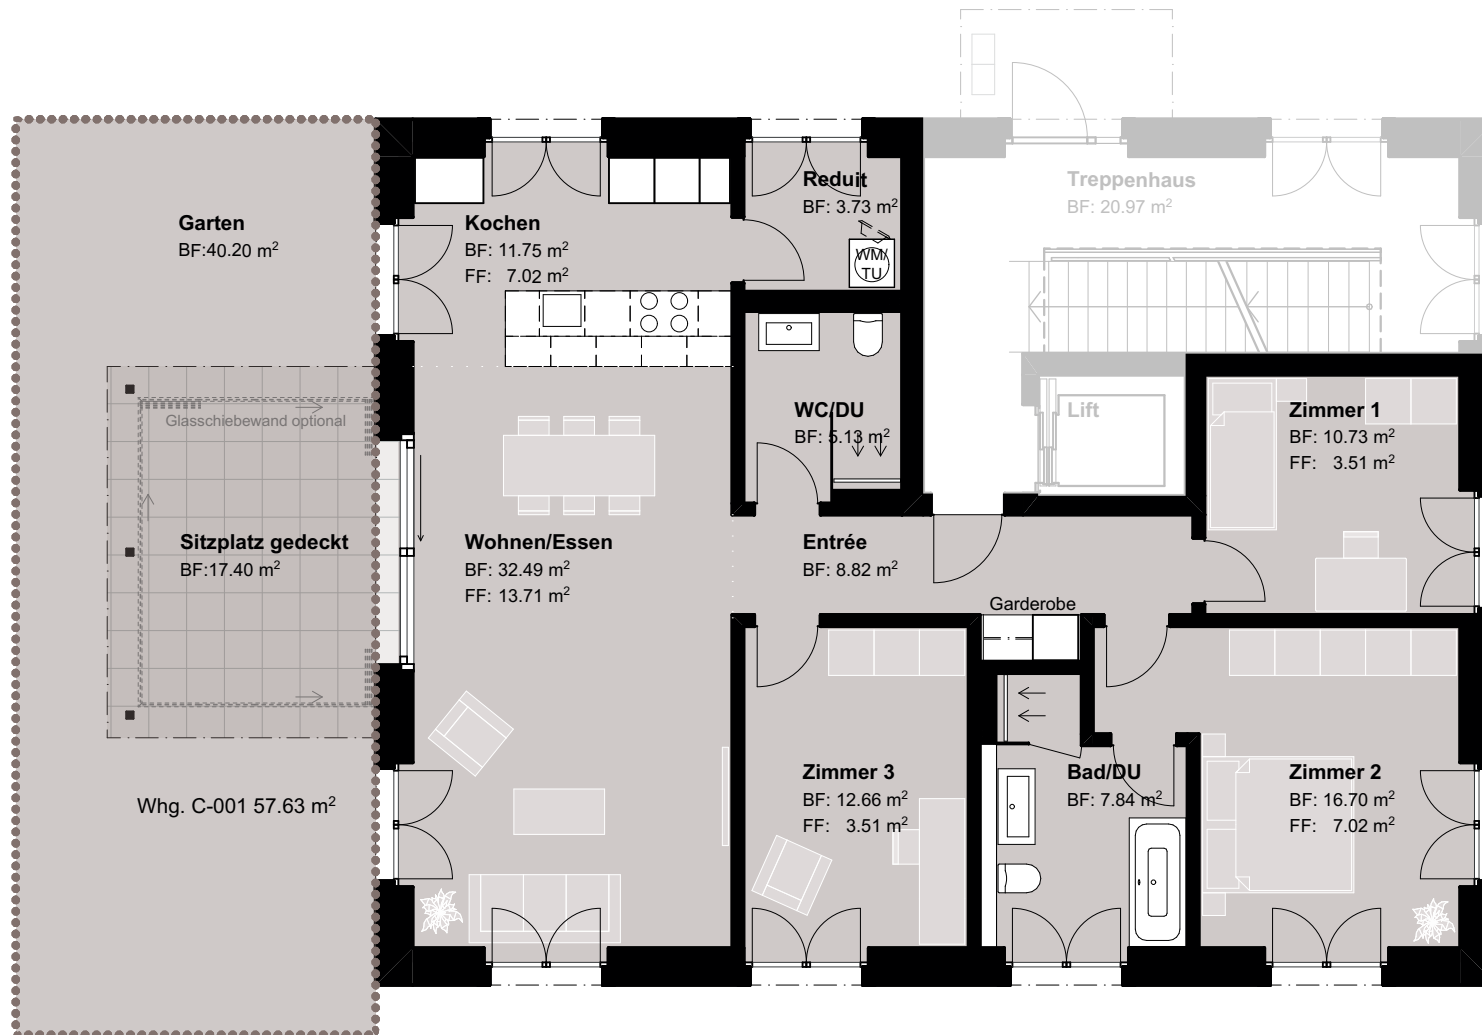 Garten
BF:40.20 m²
Kochen
BF: 11.75 m²
FF: 7.02 m²
Reduit
BF: 3.73 m²
WM/
TU
Treppenhaus
BF: 20.97 m²
Glasschiebewand optional
Sitzplatz gedeckt
BF:17.40 m²
Wohnen/Essen
BF: 32.49 m²
FF: 13.71 m²
WC/DU
BF: 5.13 m²
Lift
Zimmer 1
BF: 10.73 m²
FF: 3.51 m²
Entrée
BF: 8.82 m²
Garderobe
Whg. C-001 57.63 m²
Zimmer 3
BF: 12.66 m²
FF: 3.51 m²
Bad/DU
BF: 7.84 m²
Zimmer 2
BF: 16.70 m²
FF: 7.02 m²